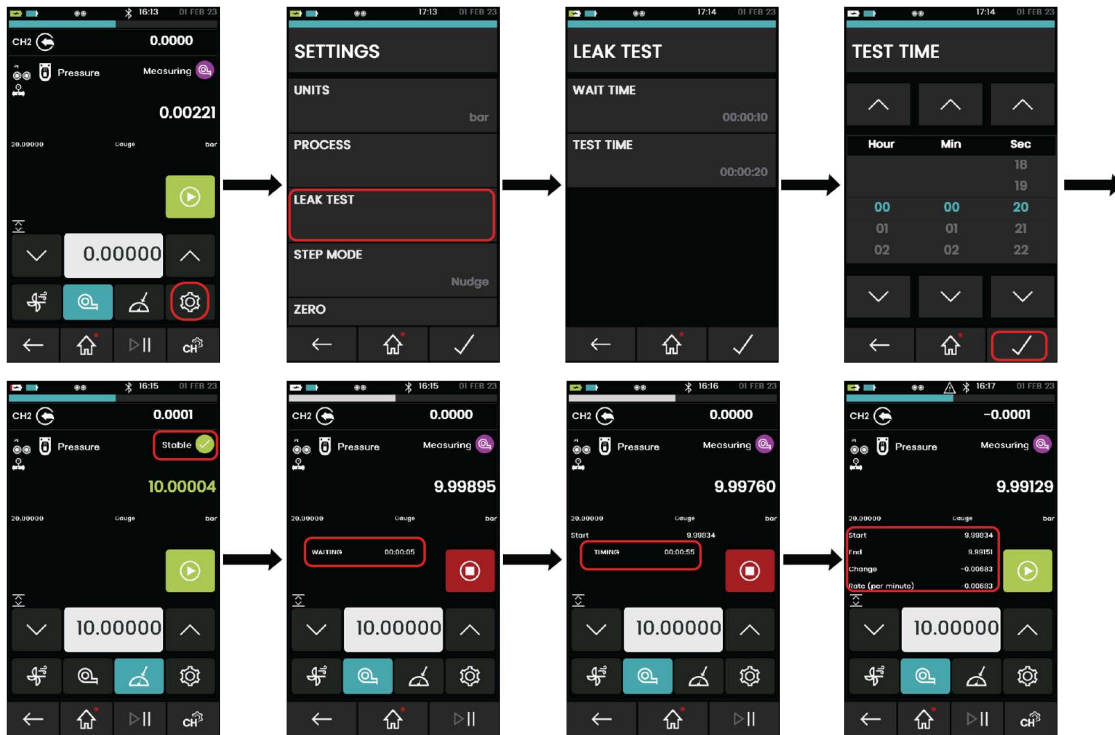 16:13 01 FEB 23
CH2 0.0000
Pressure Measuring
0.00221
20.00000 Gauge bar
0.00000
CH
17:13 01 FEB 23
SETTINGS
UNITS
bar
PROCESS
LEAK TEST
STEP MODE
Nudge
ZERO
17:14 01 FEB 23
LEAK TEST
WAIT TIME
00:00:10
TEST TIME
00:00:20
17:14 01 FEB 23
TEST TIME
Hour Min Sec
18
19
00 00 20
01 01 21
02 02 22
16:15 01 FEB 23
CH2 0.0001
Pressure Stable
10.00004
20.00000 Gauge bar
10.00000
CH
16:15 01 FEB 23
CH2 0.0000
Pressure Measuring
9.99895
20.00000 Gauge bar
WAITING 00:00:05
10.00000
16:16 01 FEB 23
CH2 0.0000
Pressure Measuring
9.99760
20.00000 Gauge bar
Start 9.99834
TIMING 00:00:55
10.00000
16:17 01 FEB 23
CH2 -0.0001
Pressure Measuring
9.99129
20.00000 Gauge bar
Start 9.99834
End 9.99151
Change -0.00683
Rate (per minute) -0.00683
10.00000
CH